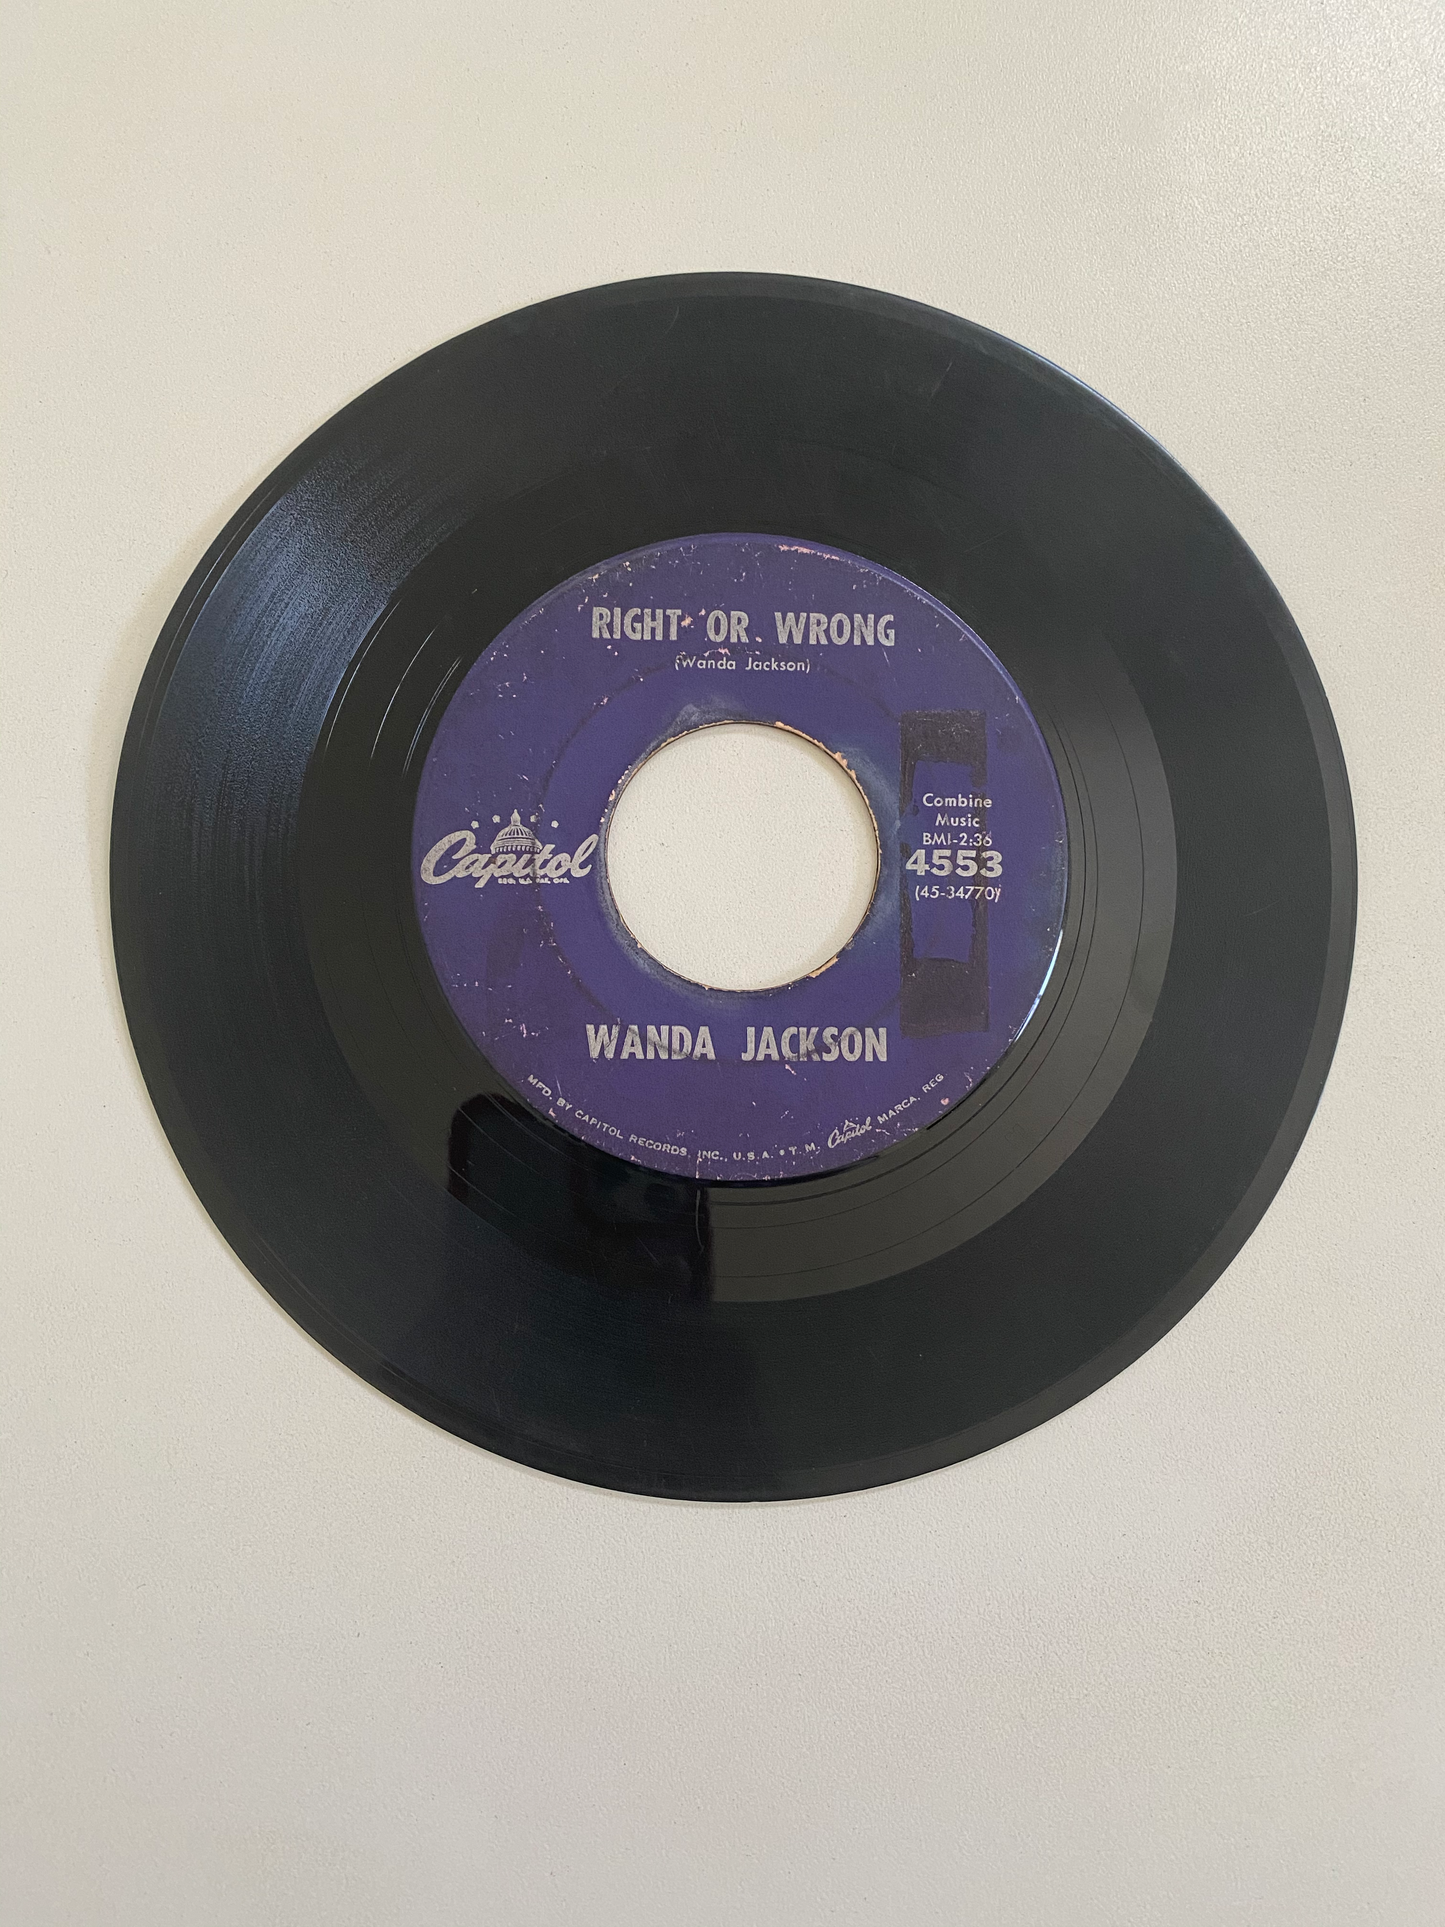 RIGHT OR WRONG
(Wanda Jackson)
Capitol
Combine
Music
BMI-2:36
4553
(45-34770)
WANDA JACKSON
MFD. BY CAPITOL RECORDS, INC., U.S.A. • T. M. Capitol MARCA. REG